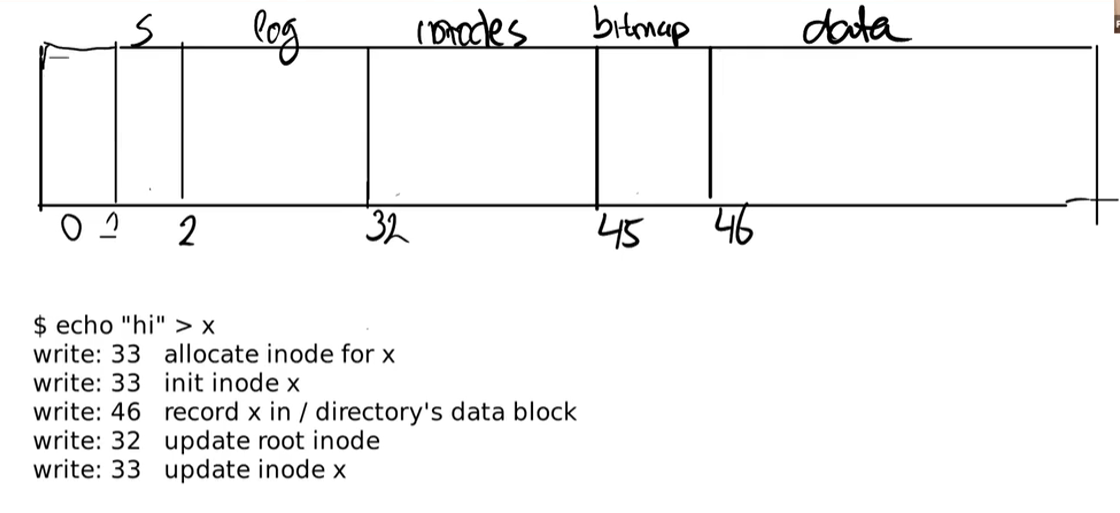 S log inodes bitmap data
0 1 2 32 45 46
$ echo "hi" > x
write: 33 allocate inode for x
write: 33 init inode x
write: 46 record x in / directory's data block
write: 32 update root inode
write: 33 update inode x